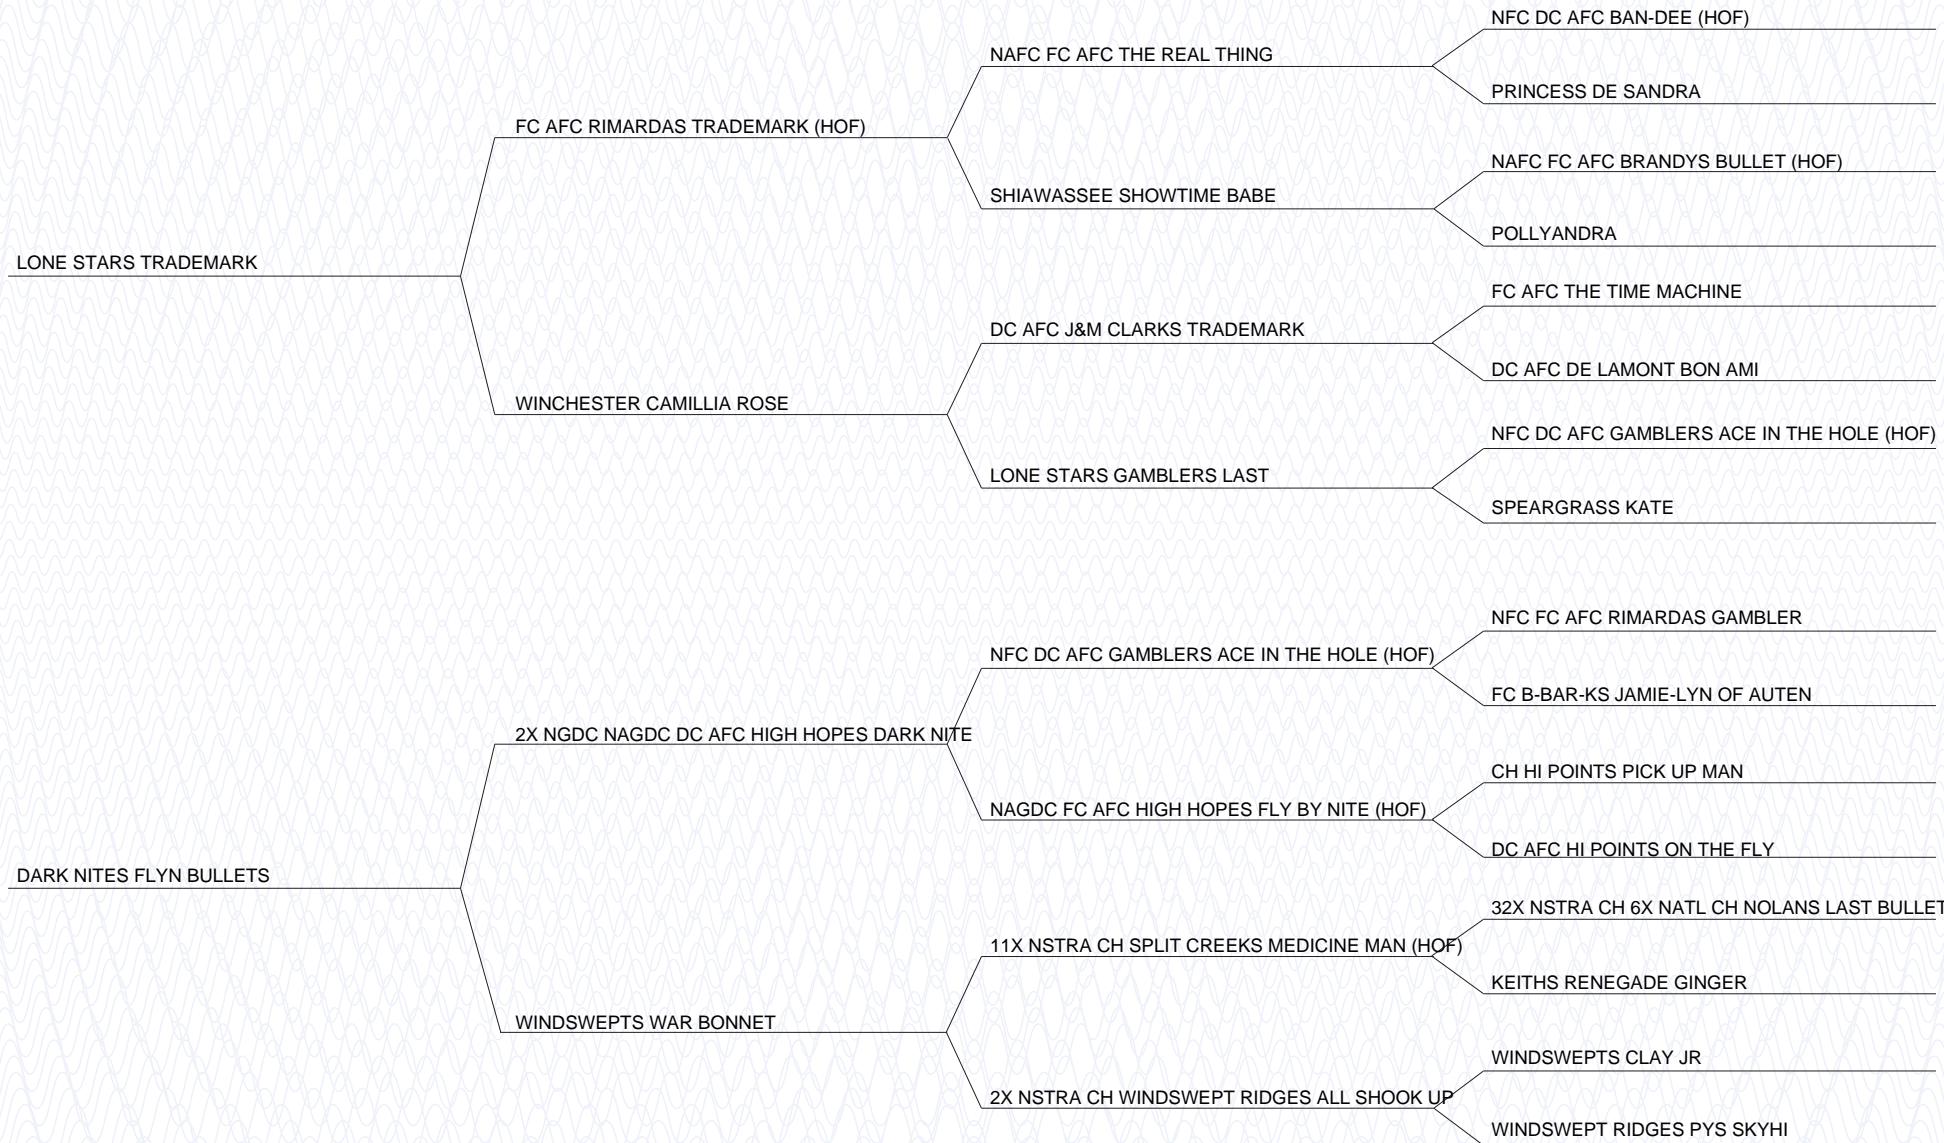 NFC DC AFC BAN-DEE (HOF)
NAFC FC AFC THE REAL THING
PRINCESS DE SANDRA
FC AFC RIMARDAS TRADEMARK (HOF)
NAFC FC AFC BRANDYS BULLET (HOF)
SHIAWASSEE SHOWTIME BABE
POLLYANDRA
LONE STARS TRADEMARK
FC AFC THE TIME MACHINE
DC AFC J&M CLARKS TRADEMARK
DC AFC DE LAMONT BON AMI
WINCHESTER CAMILLIA ROSE
NFC DC AFC GAMBLERS ACE IN THE HOLE (HOF)
LONE STARS GAMBLERS LAST
SPEARGRASS KATE
NFC FC AFC RIMARDAS GAMBLER
NFC DC AFC GAMBLERS ACE IN THE HOLE (HOF)
FC B-BAR-KS JAMIE-LYN OF AUTEN
2X NGDC NAGDC DC AFC HIGH HOPES DARK NITE
CH HI POINTS PICK UP MAN
NAGDC FC AFC HIGH HOPES FLY BY NITE (HOF)
DC AFC HI POINTS ON THE FLY
DARK NITES FLYN BULLETS
32X NSTRA CH 6X NATL CH NOLANS LAST BULLET
11X NSTRA CH SPLIT CREEKS MEDICINE MAN (HOF)
KEITHS RENEGADE GINGER
WINDSWEPTS WAR BONNET
WINDSWEPTS CLAY JR
2X NSTRA CH WINDSWEPT RIDGES ALL SHOOK UP
WINDSWEPT RIDGES PYS SKYHI